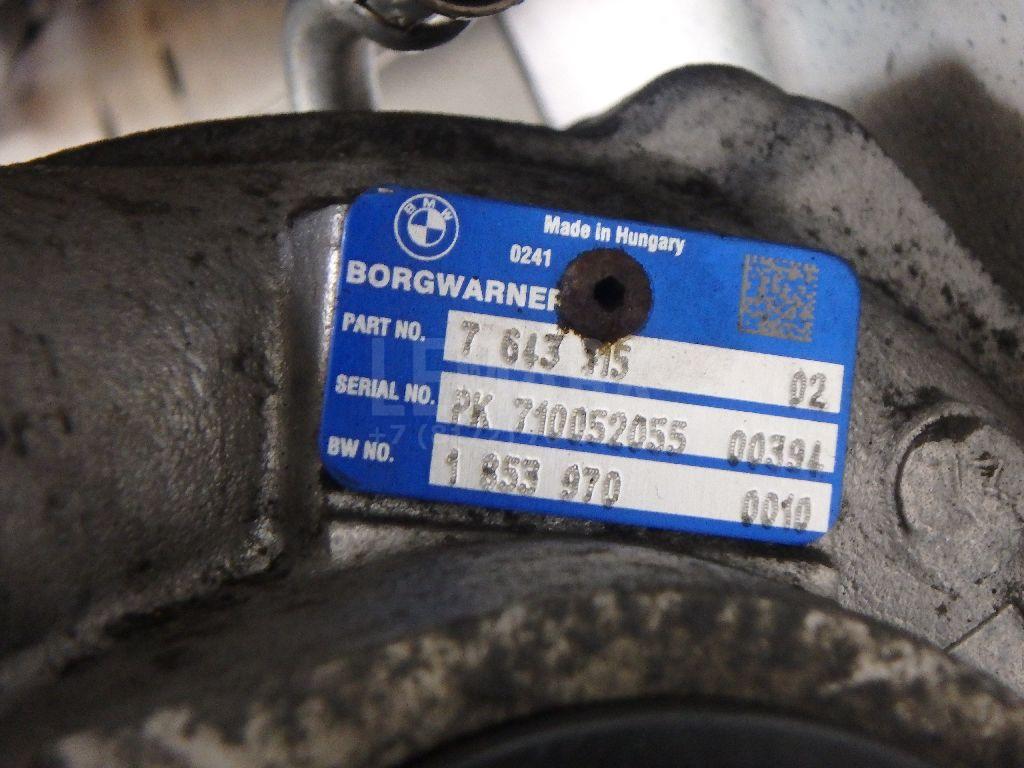 BMW
Made in Hungary
0241
BORGWARNER
PART NO. 7 643 115 02
SERIAL NO. PK 710052055 00394
BW NO. 1 853 970 0010